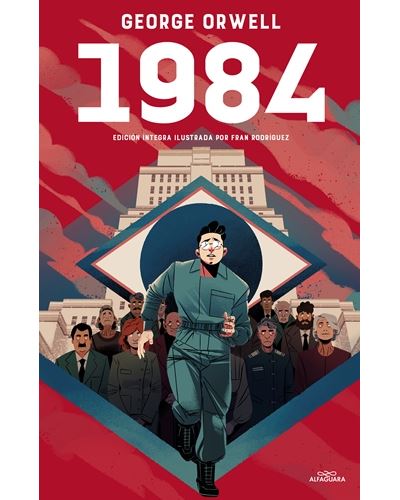 GEORGE ORWELL
1984
EDICIÓN ÍNTEGRA ILUSTRADA POR FRAN RODRÍGUEZ
ALFAGUARA